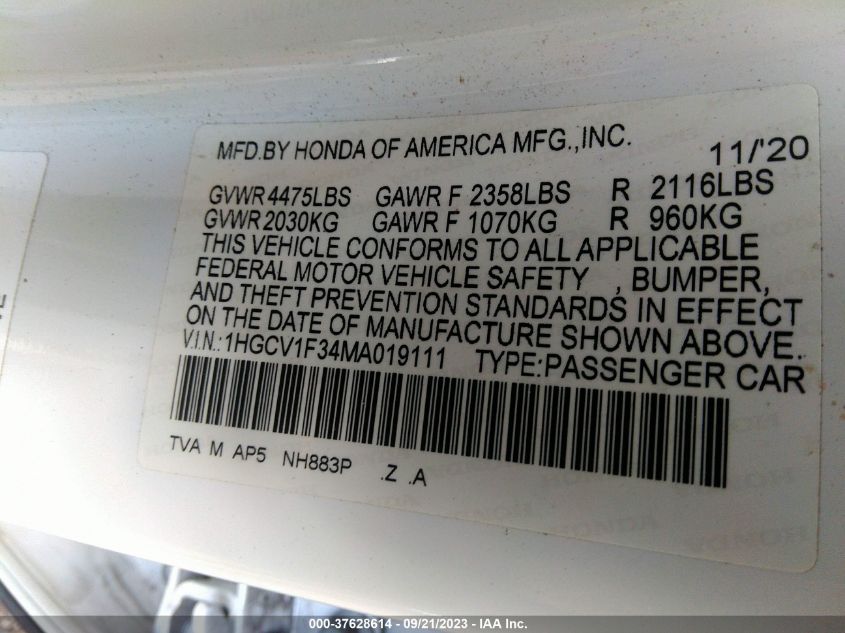 MFD.BY HONDA OF AMERICA MFG.,INC. 11/'20
GVWR 4475LBS GAWR F 2358LBS R 2116LBS
GVWR 2030KG GAWR F 1070KG R 960KG
THIS VEHICLE CONFORMS TO ALL APPLICABLE
FEDERAL MOTOR VEHICLE SAFETY , BUMPER,
AND THEFT PREVENTION STANDARDS IN EFFECT
ON THE DATE OF MANUFACTURE SHOWN ABOVE.
V.I.N.: 1HGCV1F34MA019111 TYPE:PASSENGER CAR
TVA M AP5 NH883P .Z .A
000-37628614 - 09/21/2023 - IAA Inc.